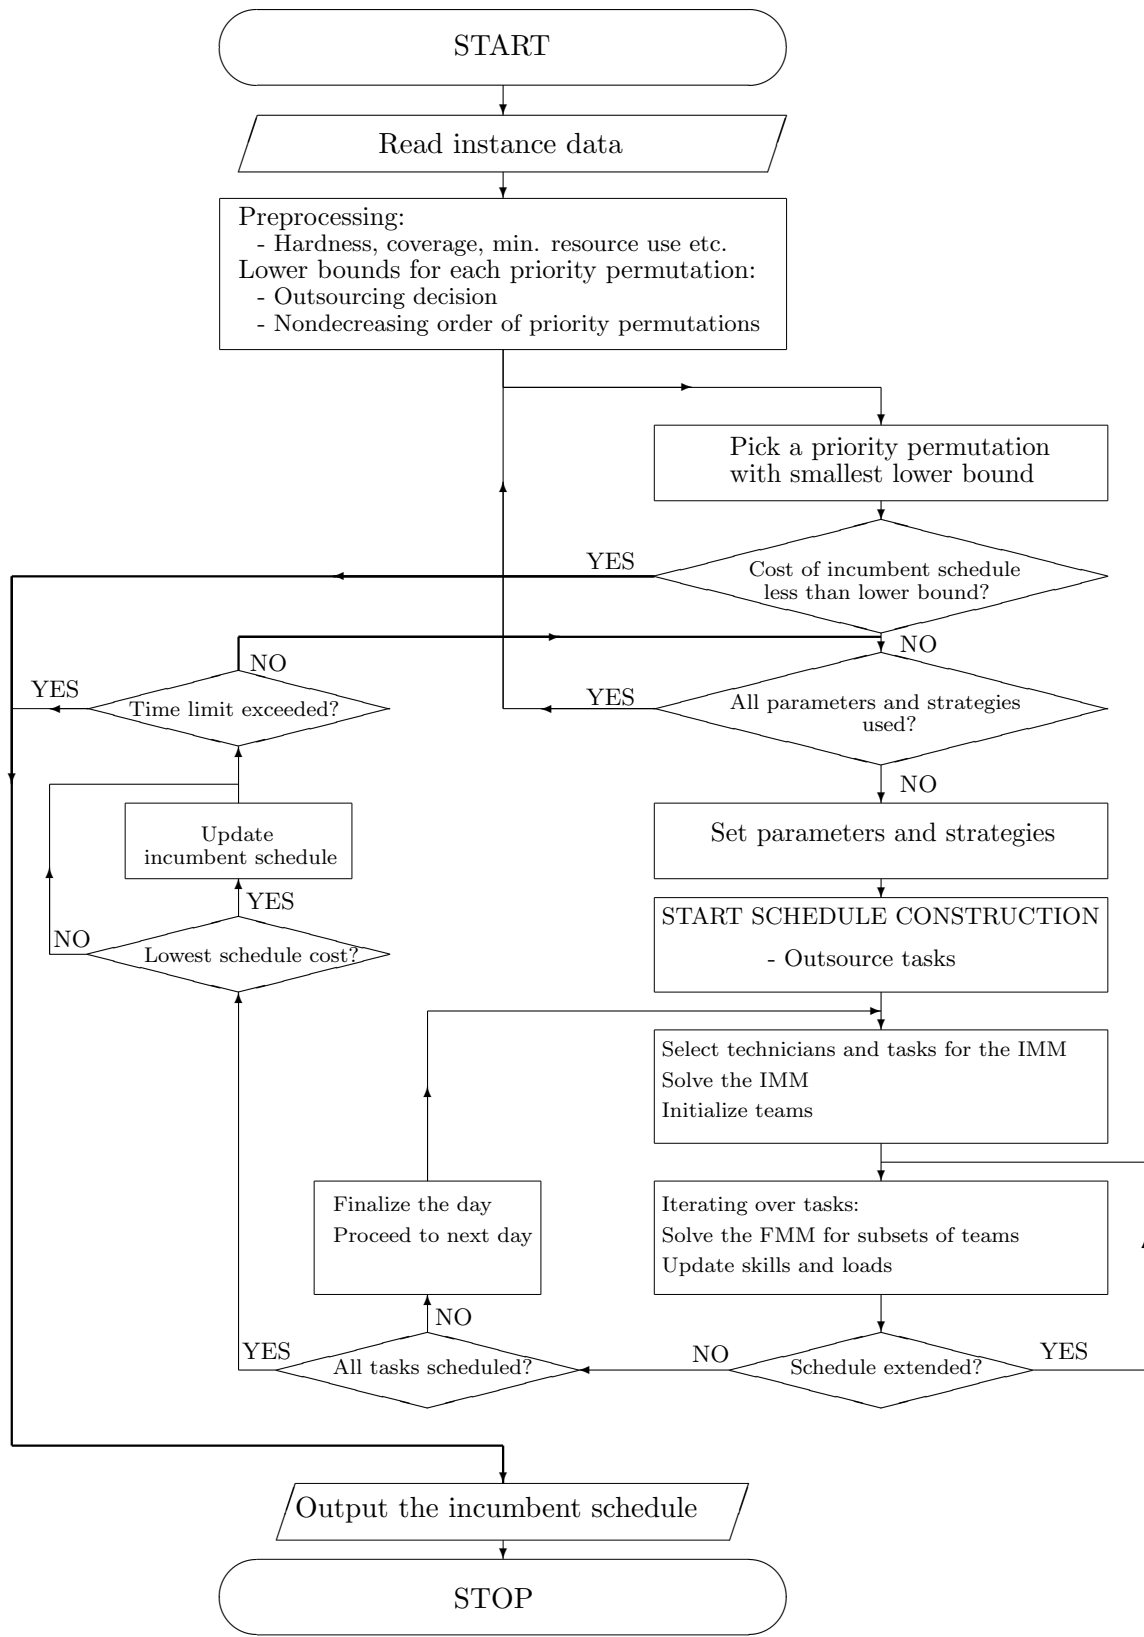 START
Read instance data
Preprocessing:
- Hardness, coverage, min. resource use etc.
Lower bounds for each priority permutation:
- Outsourcing decision
- Nondecreasing order of priority permutations
Pick a priority permutation
with smallest lower bound
YES
Cost of incumbent schedule
less than lower bound?
NO
NO
YES
Time limit exceeded?
YES
All parameters and strategies
used?
NO
Update
incumbent schedule
Set parameters and strategies
YES
NO
Lowest schedule cost?
START SCHEDULE CONSTRUCTION
- Outsource tasks
Select technicians and tasks for the IMM
Solve the IMM
Initialize teams
Finalize the day
Proceed to next day
Iterating over tasks:
Solve the FMM for subsets of teams
Update skills and loads
NO
YES
All tasks scheduled?
NO
Schedule extended?
YES
Output the incumbent schedule
STOP